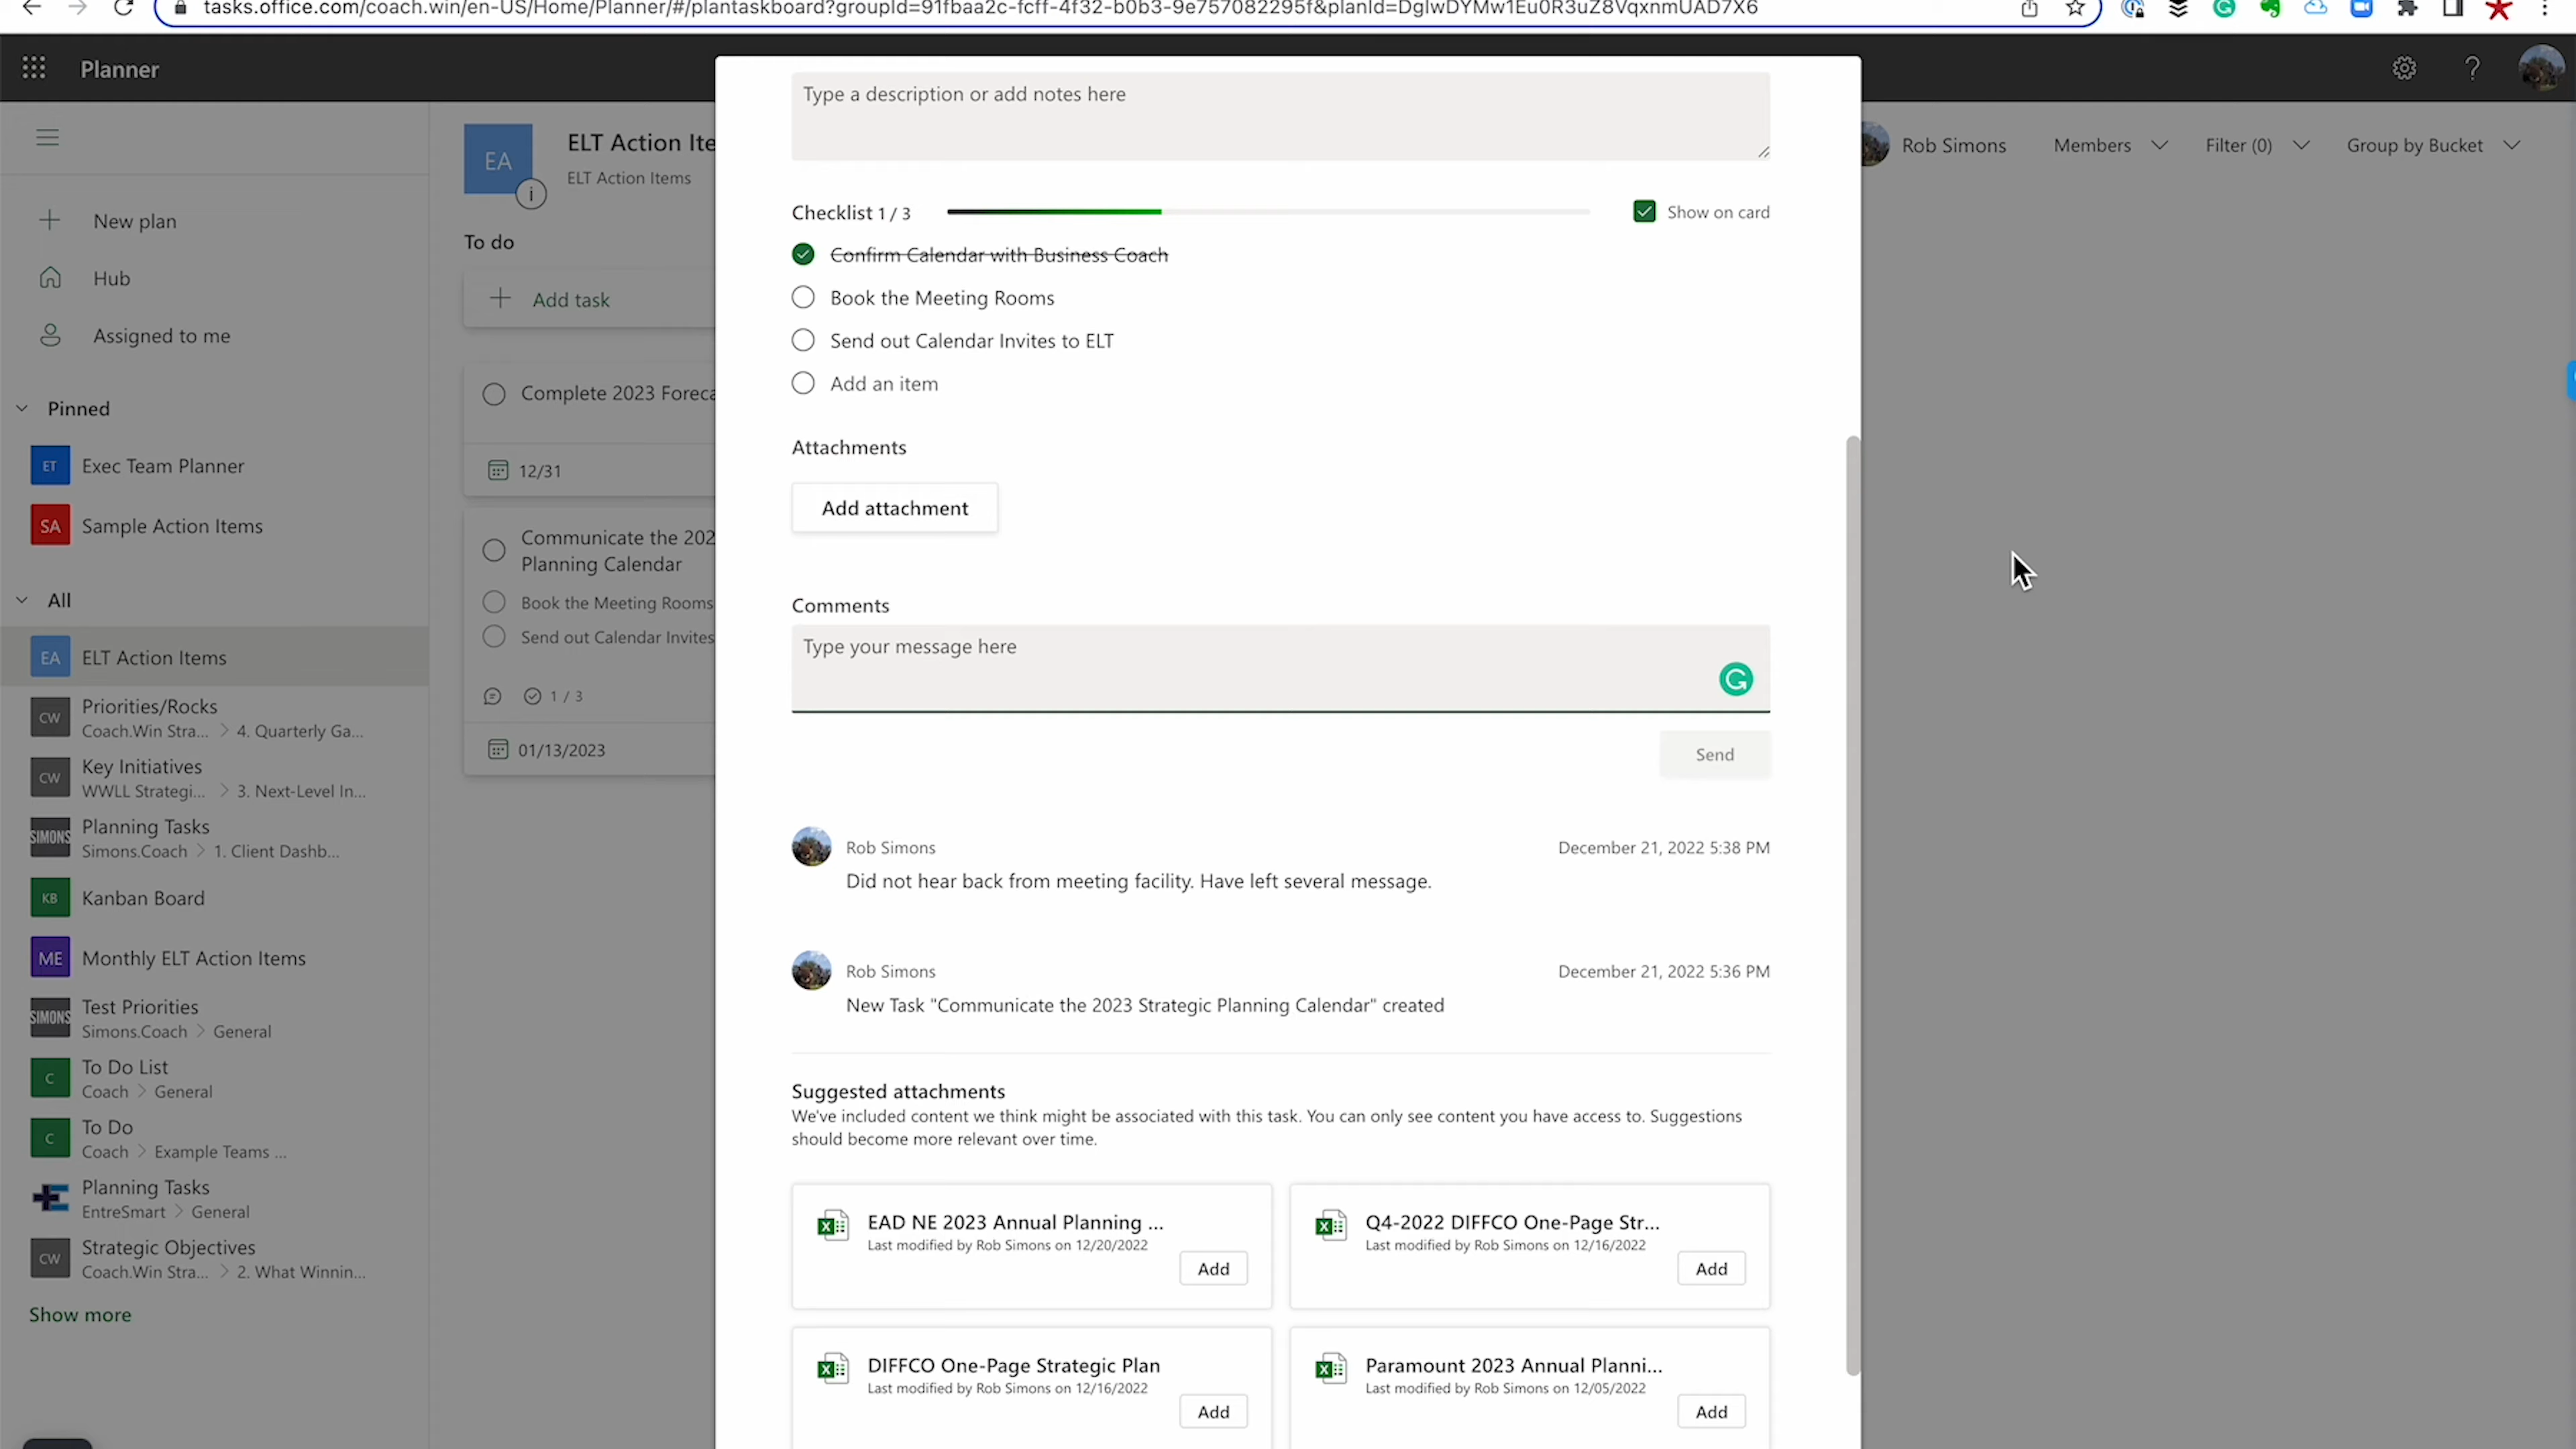 tasks.office.com/coach.win/en-US/Home/Planner/#/plantaskboard?groupId=91fbaa2c-fcff-4f32-b0b3-9e757082295f&planId=DglwDYMw1Eu0R3uZ8VqxnmUAD7X6
Planner
New plan
Hub
Assigned to me
Pinned
ET Exec Team Planner
SA Sample Action Items
All
EA ELT Action Items
CW Priorities/Rocks
Coach.Win Stra... > 4. Quarterly Ga...
CW Key Initiatives
WWLL Strategi... > 3. Next-Level In...
SIMONS Planning Tasks
Simons.Coach > 1. Client Dashb...
KB Kanban Board
ME Monthly ELT Action Items
SIMONS Test Priorities
Simons.Coach > General
C To Do List
Coach > General
C To Do
Coach > Example Teams ...
Planning Tasks
EntreSmart > General
CW Strategic Objectives
Coach.Win Stra... > 2. What Winnin...
Show more
EA ELT Action Ite
ELT Action Items
To do
Add task
Complete 2023 Foreca
12/31
Communicate the 202
Planning Calendar
Book the Meeting Rooms
Send out Calendar Invites
1 / 3
01/13/2023
Rob Simons
Members
Filter (0)
Group by Bucket
Type a description or add notes here
Checklist 1 / 3
Show on card
Confirm Calendar with Business Coach
Book the Meeting Rooms
Send out Calendar Invites to ELT
Add an item
Attachments
Add attachment
Comments
Type your message here
Send
Rob Simons December 21, 2022 5:38 PM
Did not hear back from meeting facility. Have left several message.
Rob Simons December 21, 2022 5:36 PM
New Task "Communicate the 2023 Strategic Planning Calendar" created
Suggested attachments
We've included content we think might be associated with this task. You can only see content you have access to. Suggestions
should become more relevant over time.
EAD NE 2023 Annual Planning ...
Last modified by Rob Simons on 12/20/2022
Add
Q4-2022 DIFFCO One-Page Str...
Last modified by Rob Simons on 12/16/2022
Add
DIFFCO One-Page Strategic Plan
Last modified by Rob Simons on 12/16/2022
Add
Paramount 2023 Annual Planni...
Last modified by Rob Simons on 12/05/2022
Add